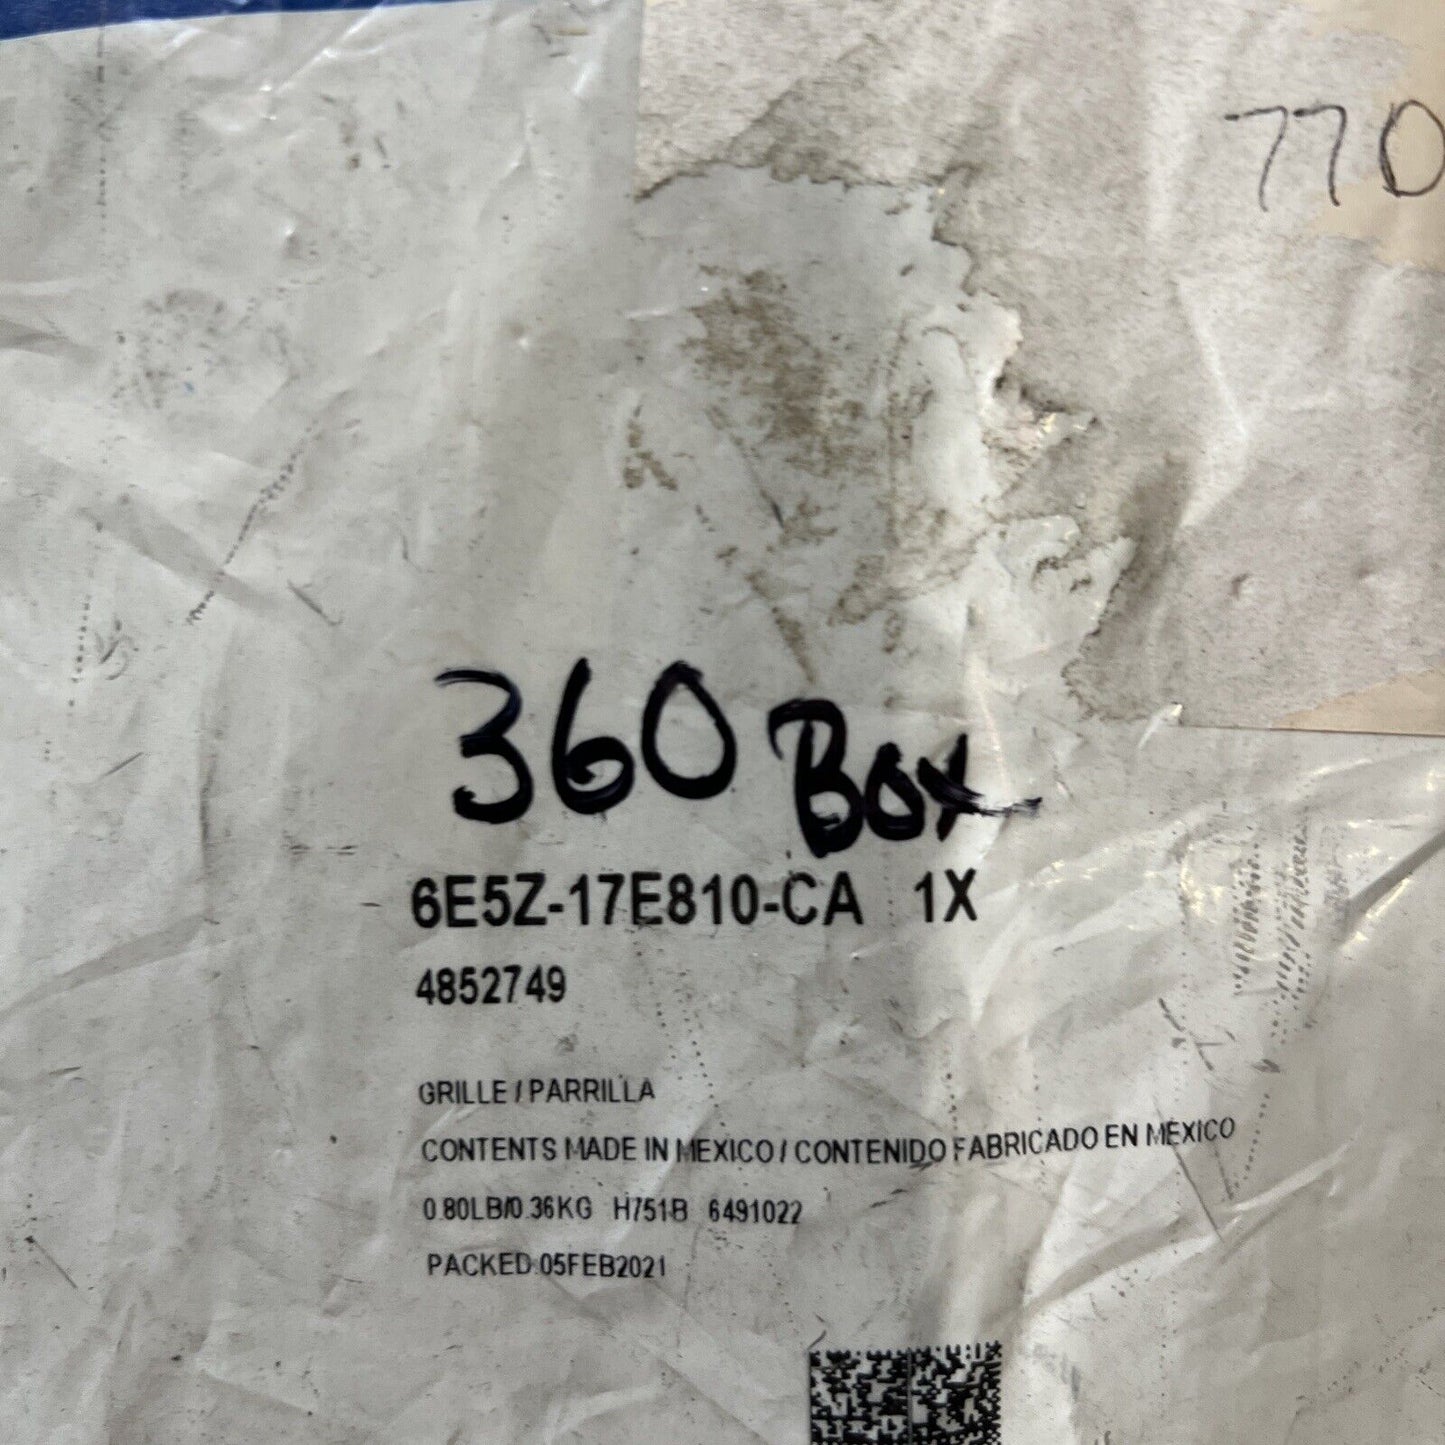 770
360 Box
6E5Z-17E810-CA 1X
4852749
GRILLE / PARRILLA
CONTENTS MADE IN MEXICO / CONTENIDO FABRICADO EN MEXICO
0.80LB/0.36KG H751B 6491022
PACKED:05FEB2021